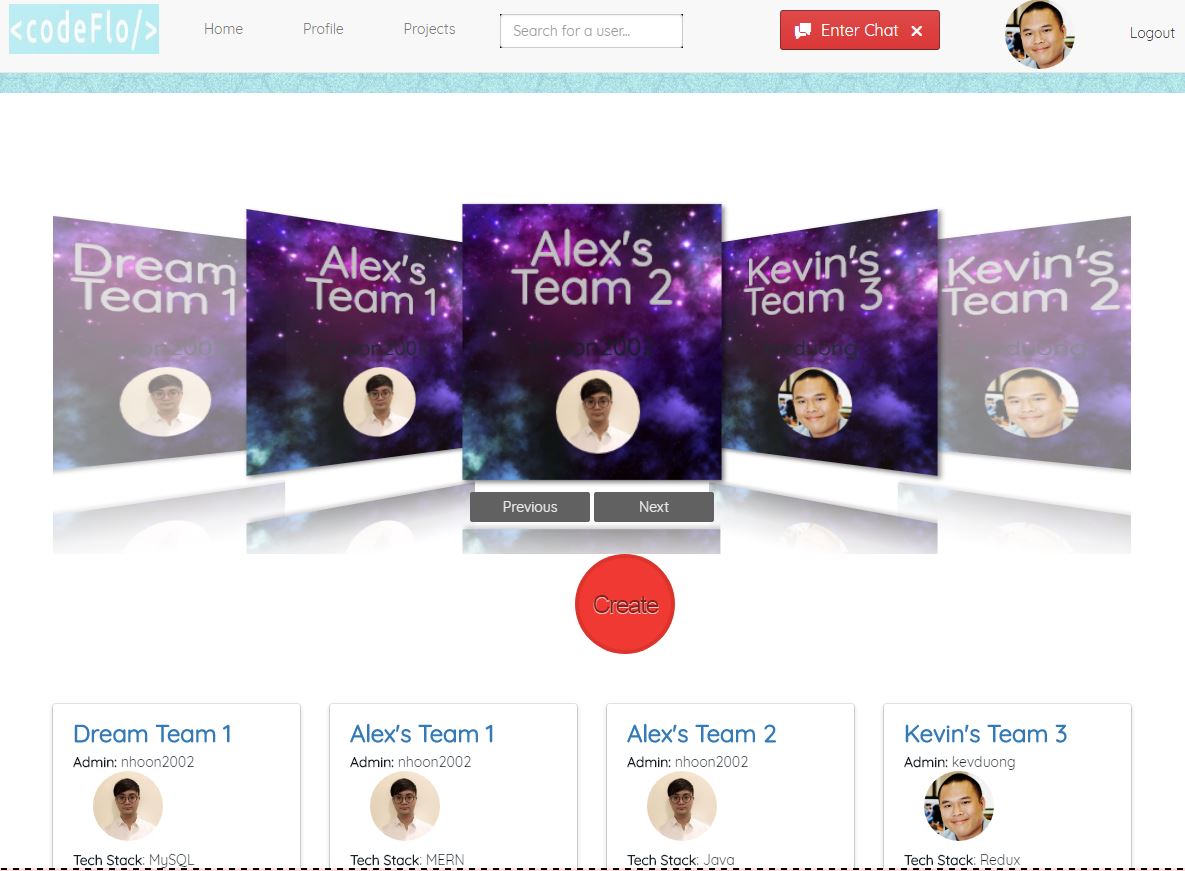 <codeFlo/>
Home
Profile
Projects
Search for a user...
Enter Chat
Logout
Dream
Team 1
nhoon2002
Alex's
Team 1
nhoon2002
Alex's
Team 2
nhoon2002
Kevin's
Team 3
kevduong
Kevin's
Team 2
kevduong
Previous
Next
Create
Dream Team 1
Admin: nhoon2002
Tech Stack: MySQL
Alex's Team 1
Admin: nhoon2002
Tech Stack: MERN
Alex's Team 2
Admin: nhoon2002
Tech Stack: Java
Kevin's Team 3
Admin: kevduong
Tech Stack: Redux